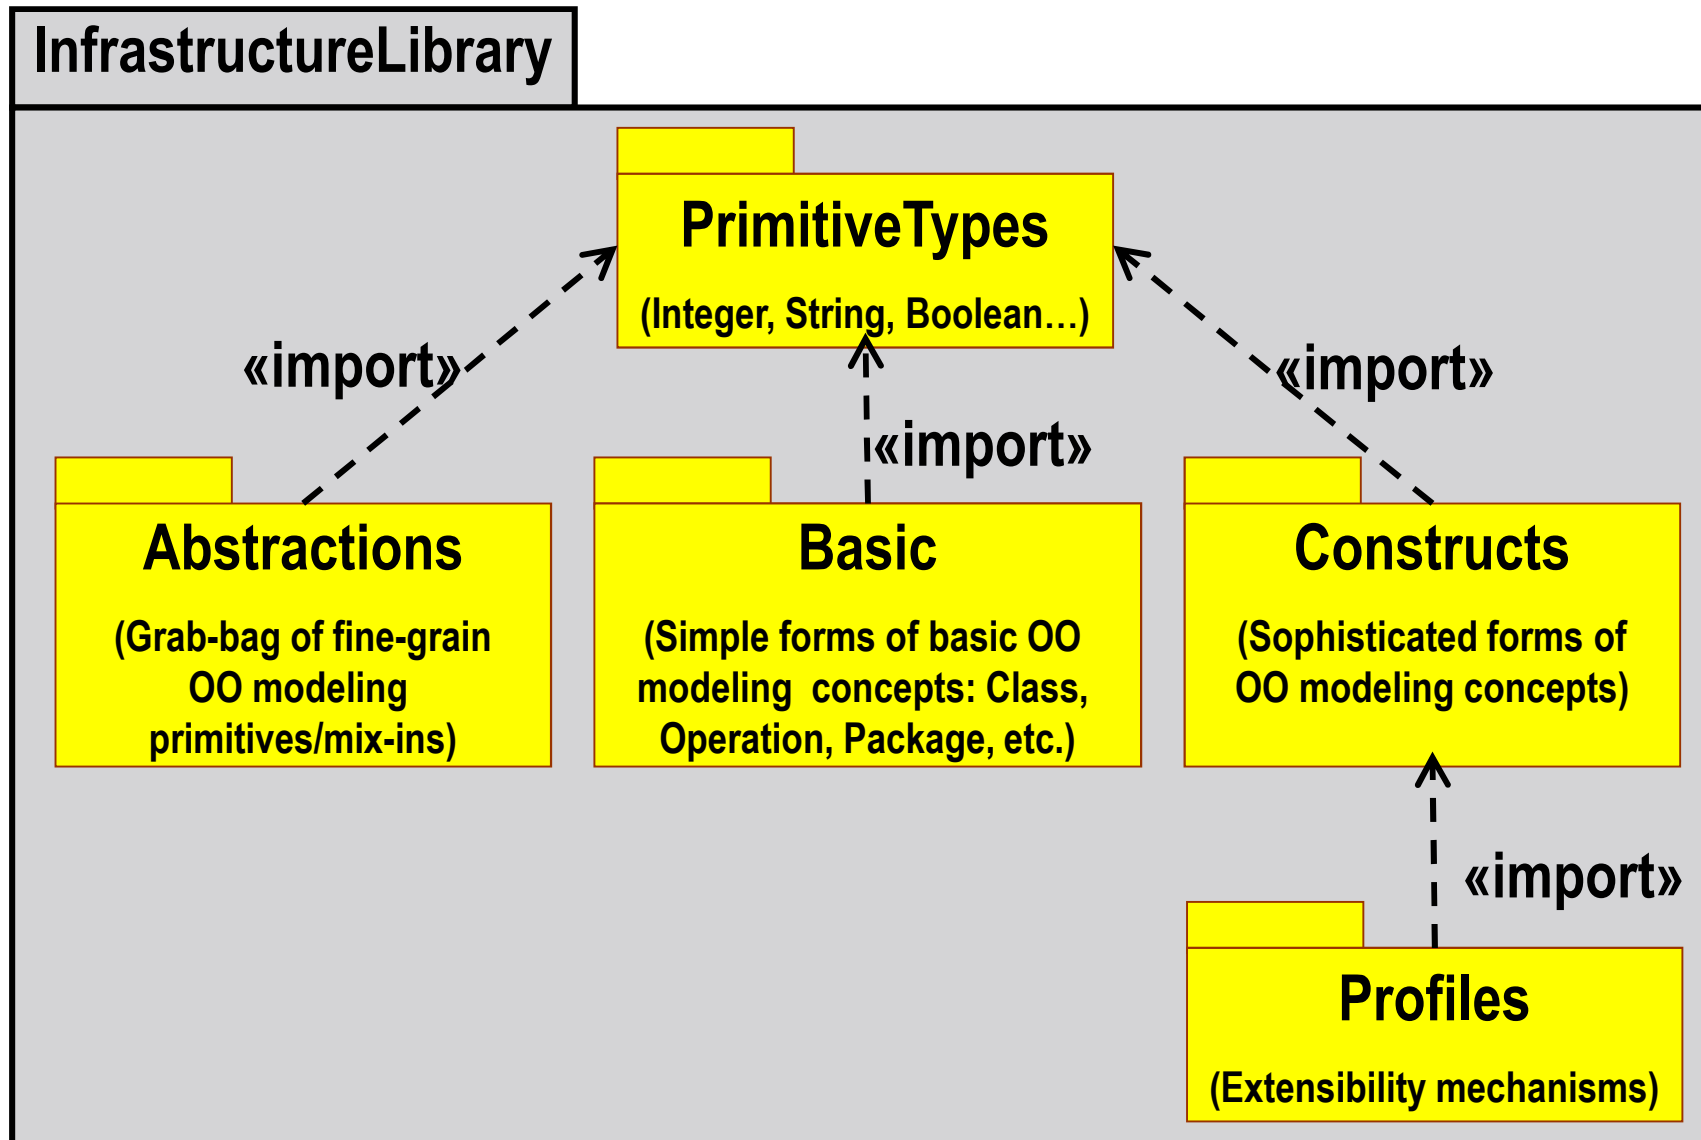 InfrastructureLibrary
PrimitiveTypes
(Integer, String, Boolean…)
«import»
«import»
«import»
Abstractions
(Grab-bag of fine-grain
OO modeling
primitives/mix-ins)
Basic
(Simple forms of basic OO
modeling concepts: Class,
Operation, Package, etc.)
Constructs
(Sophisticated forms of
OO modeling concepts)
«import»
Profiles
(Extensibility mechanisms)